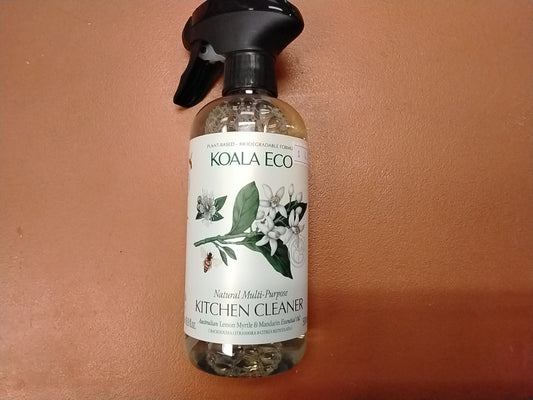 PLANT-BASED • BIODEGRADABLE FORMULA
KOALA ECO
Natural Multi-Purpose
KITCHEN CLEANER
Australian Lemon Myrtle & Mandarin Essential Oil